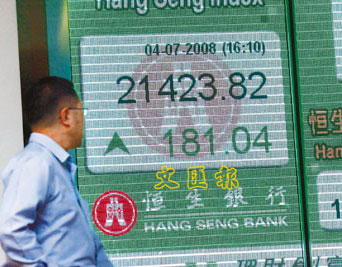 Hang Seng Index
04-07-2008 (16:10)
21423.82
181.04
文匯報
恒生銀行
HANG SENG BANK
恒生
Han